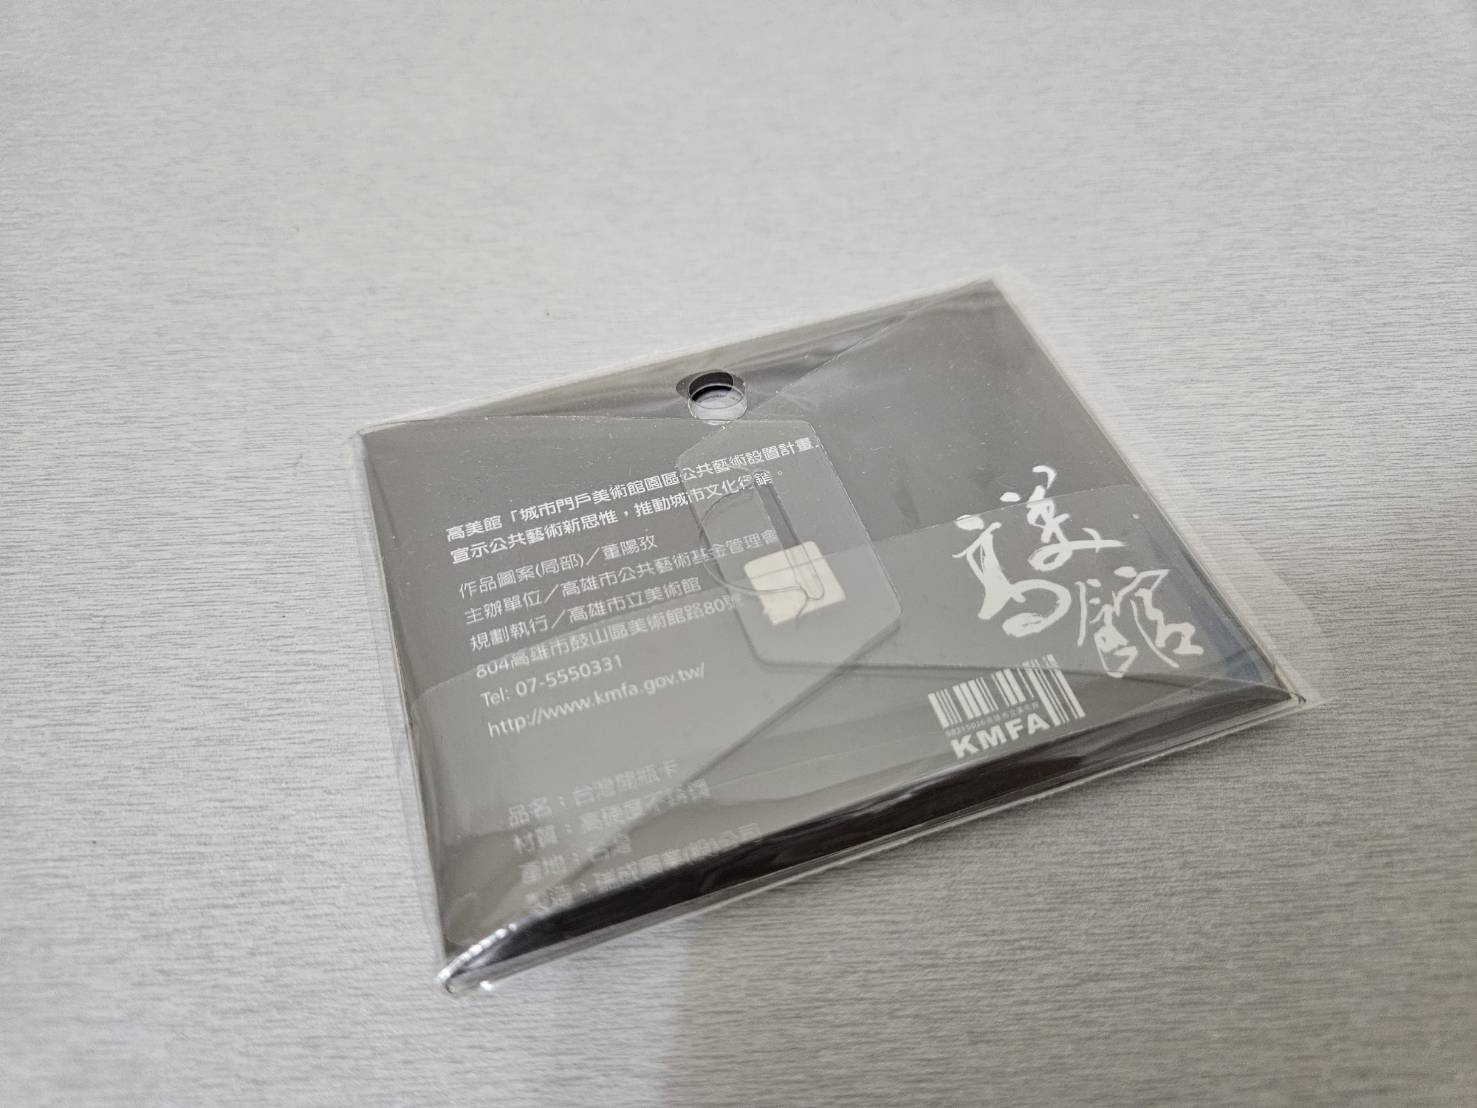 高美館「城市門戶美術館園區公共藝術設置計畫」
宣示公共藝術新思惟，推動城市文化行銷。
作品圖案(局部)／董陽孜
主辦單位／高雄市公共藝術基金管理會
規劃執行／高雄市立美術館
804高雄市鼓山區美術館路80號
Tel: 07-5550331
http://www.kmfa.gov.tw/
品名：台灣開瓶卡
材質：高硬度不銹鋼
產地：台灣
高美館
KMFA